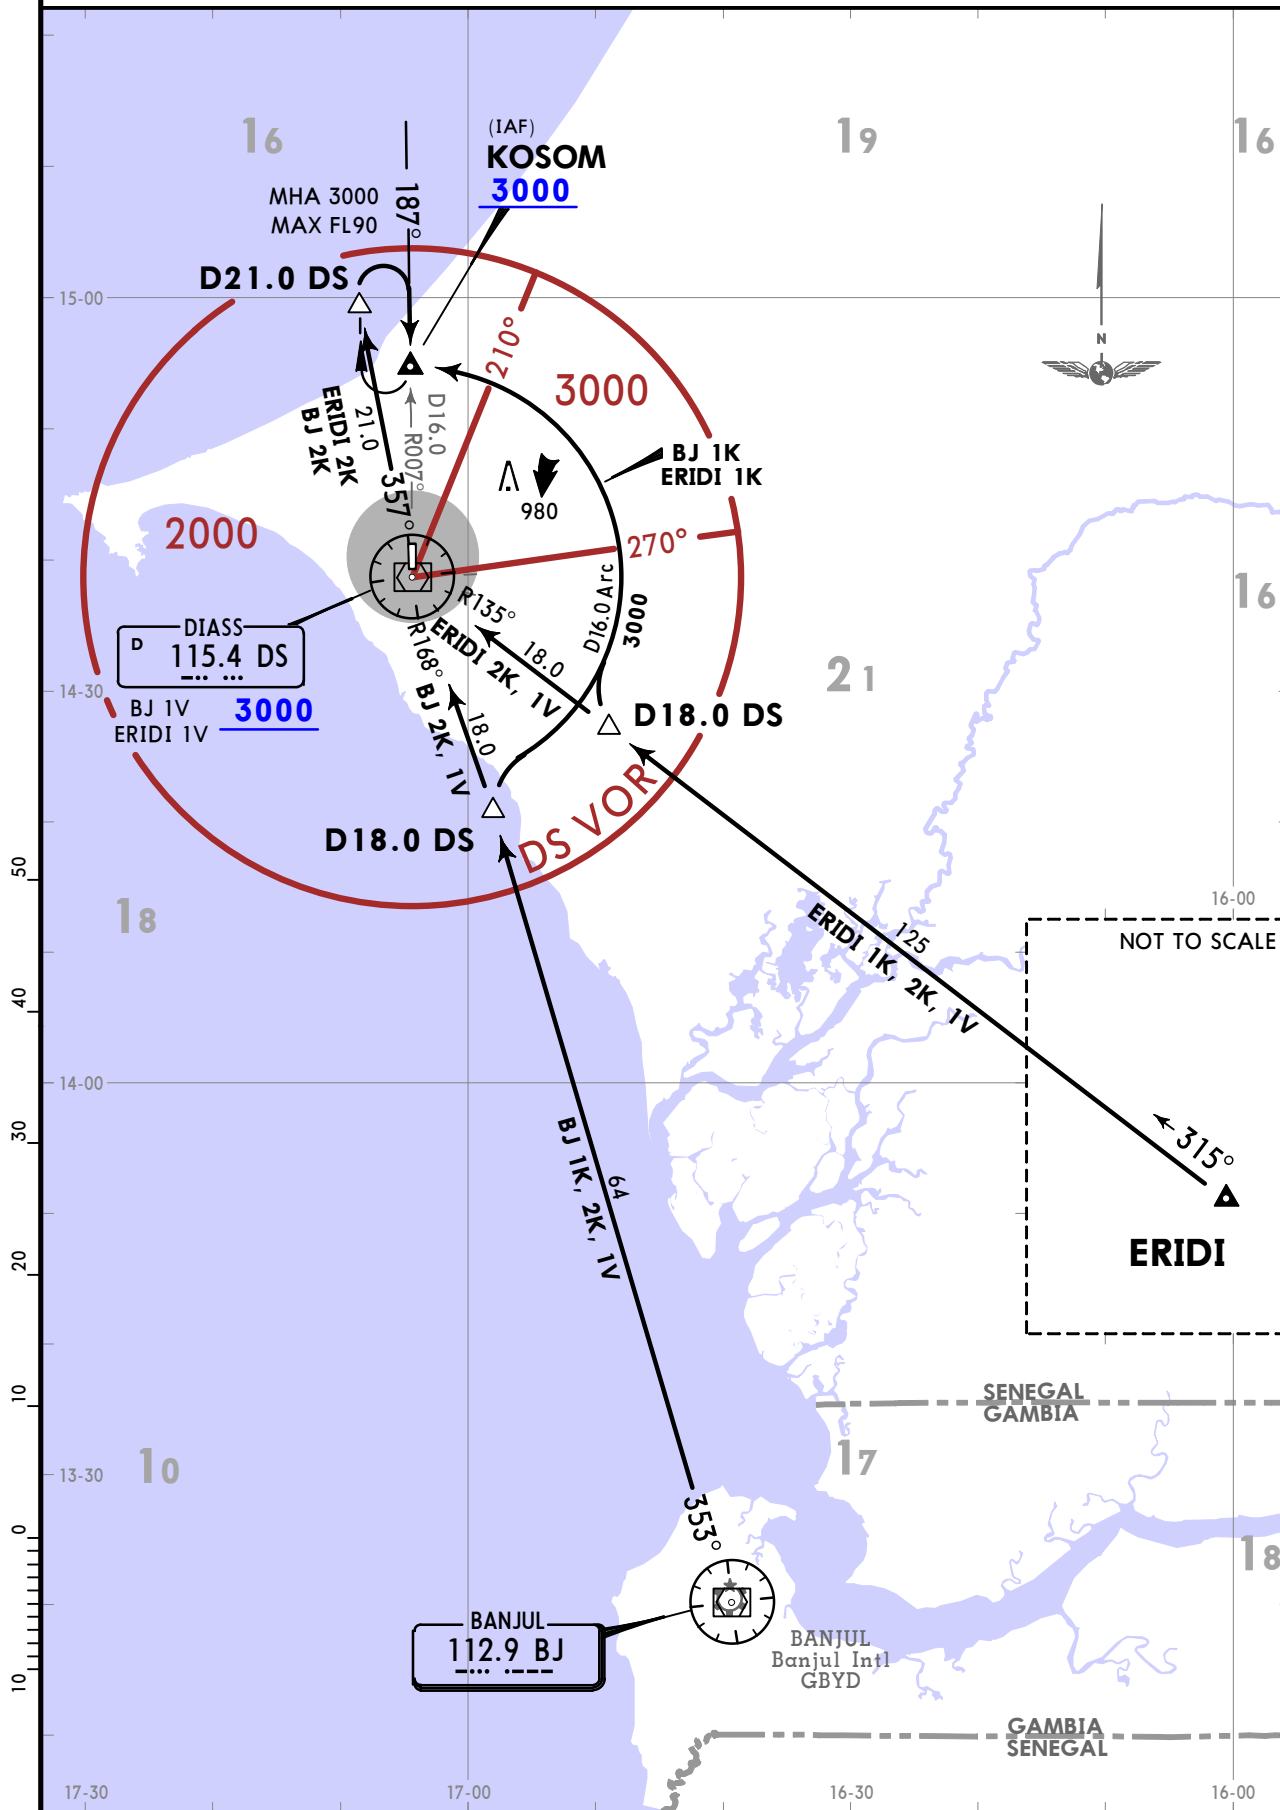 16
19
16
(IAF)
KOSOM
3000
MHA 3000
MAX FL90
187°
D21.0 DS
15-00
210°
3000
N
ERIDI 2K
BJ 2K
21.0
D16.0
R007°
357°
BJ 1K
ERIDI 1K
980
2000
270°
16
DIASS
D
115.4 DS
BJ 1V
ERIDI 1V
3000
R135°
ERIDI 2K, 1V
18.0
D16.0 Arc
3000
R168°
BJ 2K, 1V
18.0
21
14-30
D18.0 DS
D18.0 DS
DS VOR
50
18
16-00
NOT TO SCALE
125
ERIDI 1K, 2K, 1V
40
14-00
30
315°
64
BJ 1K, 2K, 1V
ERIDI
20
SENEGAL
GAMBIA
10
17
10
13-30
353°
0
18
BANJUL
112.9 BJ
BANJUL
Banjul Intl
GBYD
10
GAMBIA
SENEGAL
17-30
17-00
16-30
16-00